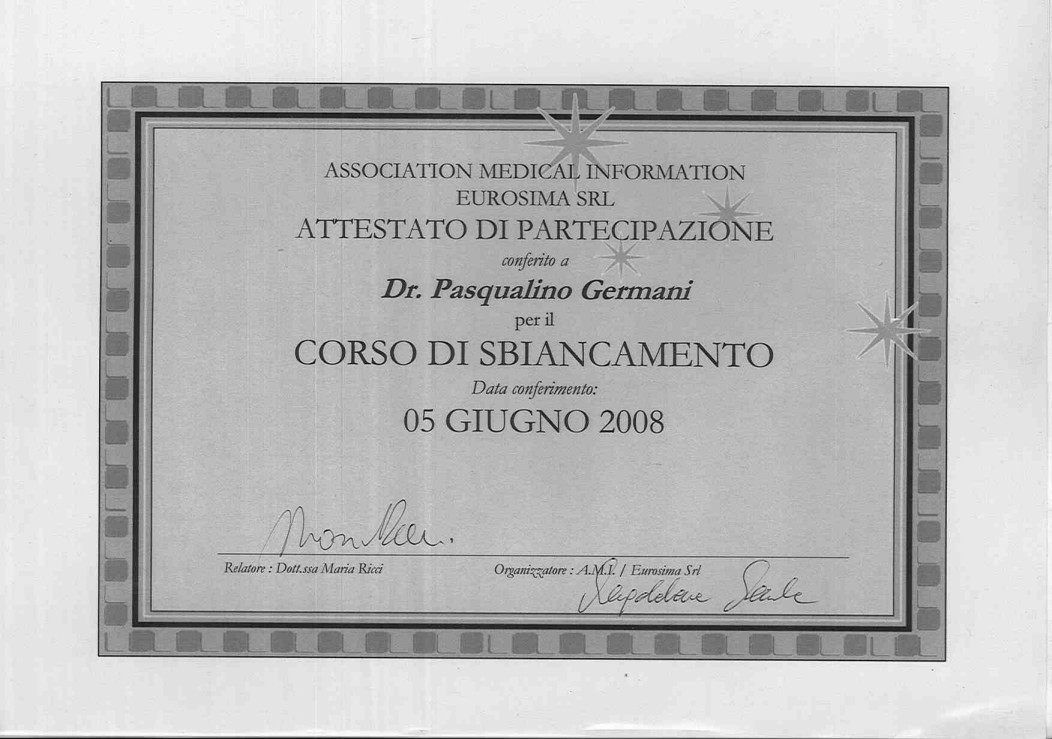 ASSOCIATION MEDICAL INFORMATION
EUROSIMA SRL
ATTESTATO DI PARTECIPAZIONE
conferito a
Dr. Pasqualino Germani
per il
CORSO DI SBIANCAMENTO
Data conferimento:
05 GIUGNO 2008
Relatore : Dott.ssa Maria Ricci
Organizzatore : A.M.I. / Eurosima Srl